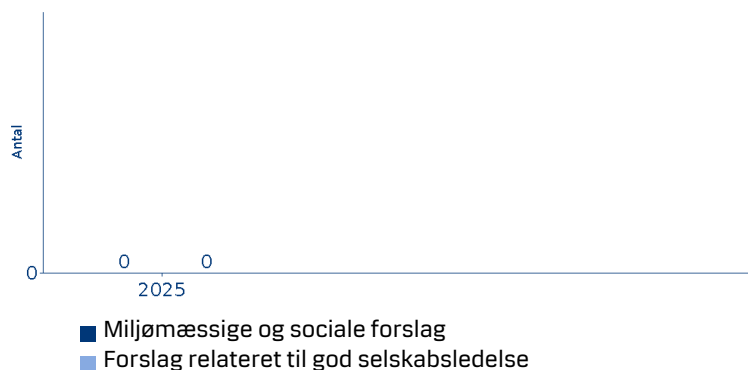 Antal
0 0
0
2025
Miljømæssige og sociale forslag
Forslag relateret til god selskabsledelse